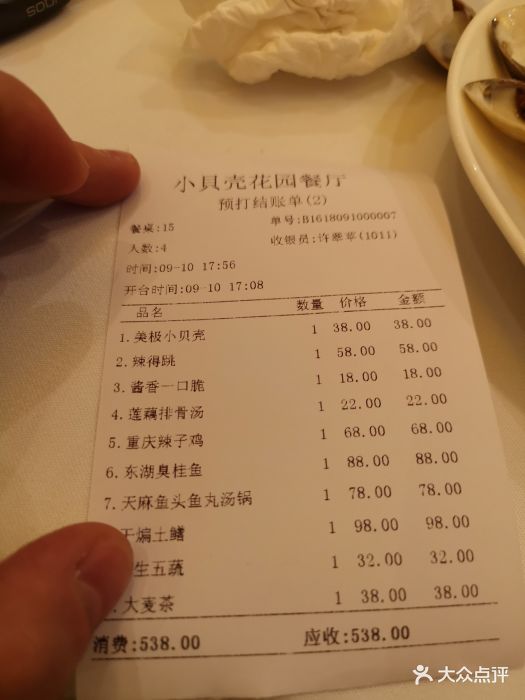 小贝壳花园餐厅
预打结账单(2)
餐桌:15 单号:B1618091000007
人数:4 收银员:许翠苹(1011)
时间:09-10 17:56
开台时间:09-10 17:08
品名 数量 价格 金额
1.美极小贝壳 1 38.00 38.00
2.辣得跳 1 58.00 58.00
3.酱香一口脆 1 18.00 18.00
4.莲藕排骨汤 1 22.00 22.00
5.重庆辣子鸡 1 68.00 68.00
6.东湖臭桂鱼 1 88.00 88.00
7.天麻鱼头鱼丸汤锅 1 78.00 78.00
干煸土鳝 1 98.00 98.00
生五蔬 1 32.00 32.00
大麦茶 1 38.00 38.00
消费:538.00 应收:538.00
大众点评